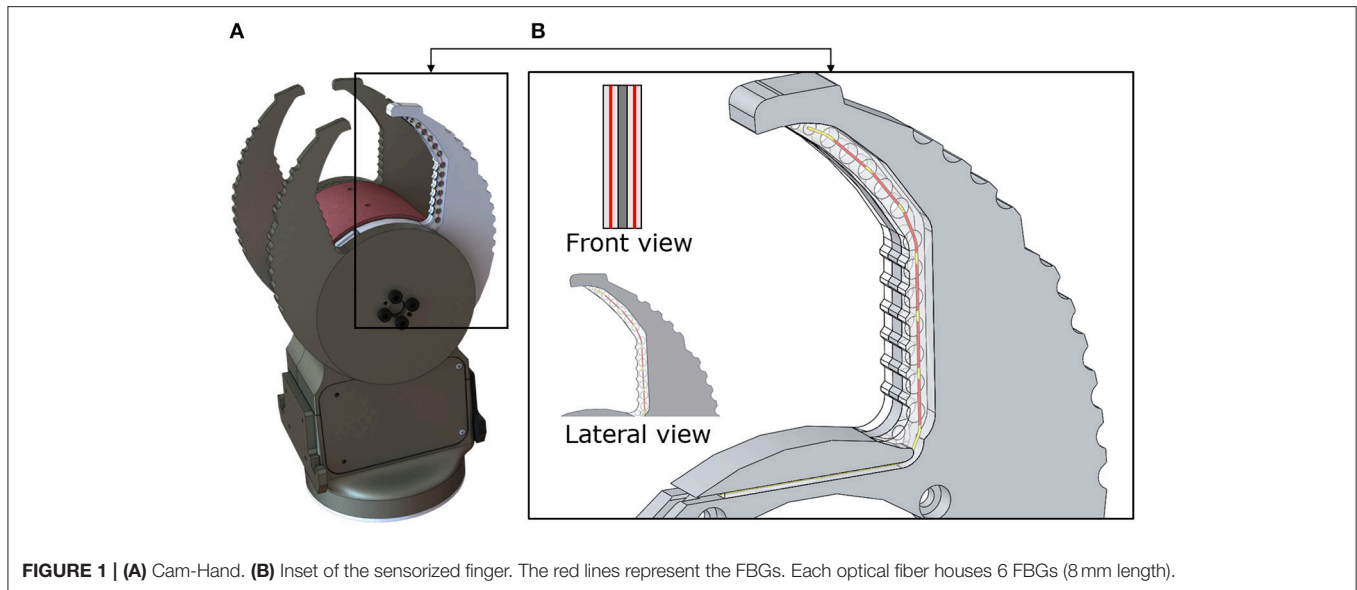 A
B
Front view
Lateral view
FIGURE 1 | (A) Cam-Hand. (B) Inset of the sensorized finger. The red lines represent the FBGs. Each optical fiber houses 6 FBGs (8 mm length).